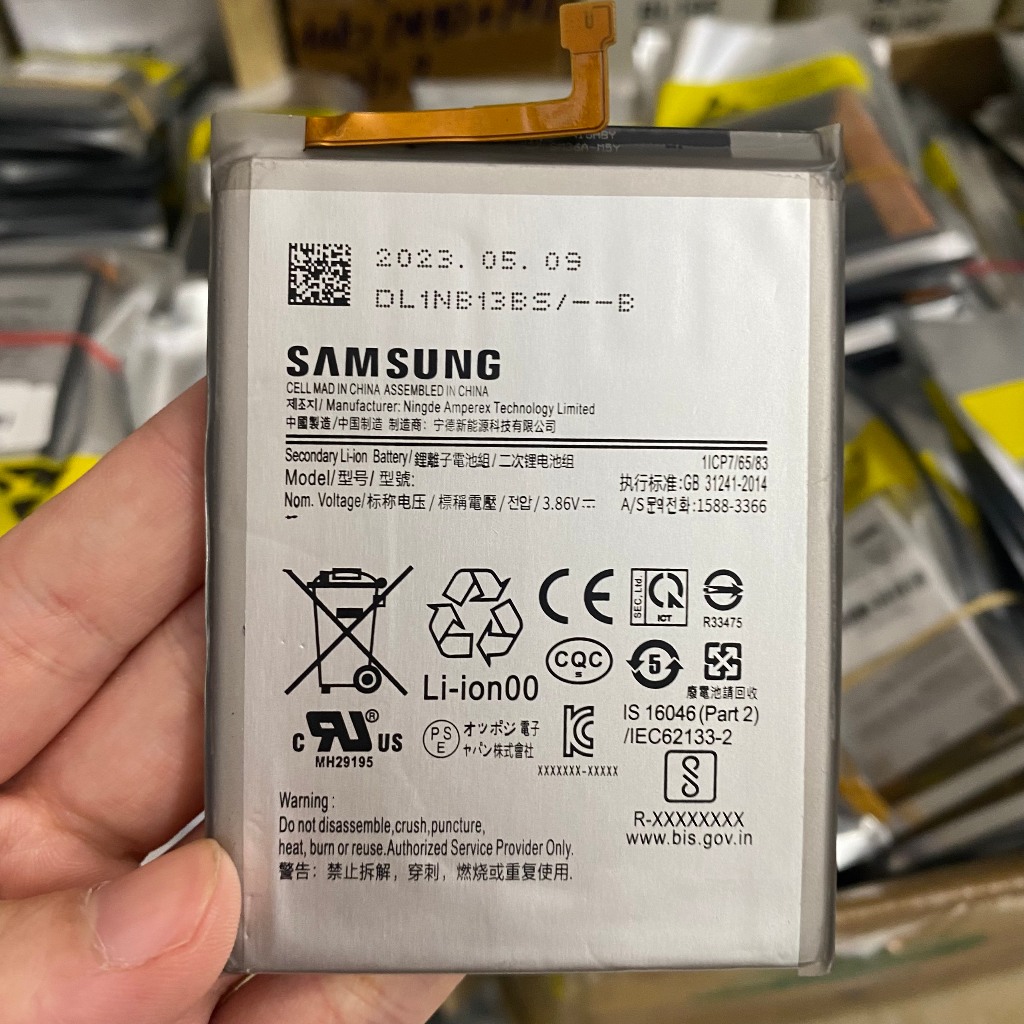 2023.05.09
DL1NB13BS/--B
SAMSUNG
CELL MAD IN CHINA ASSEMBLED IN CHINA
제조지/ Manufacturer: Ningde Amperex Technology Limited
中國製造/中国制造 制造商: 宁德新能源科技有限公司
Secondary Li-ion Battery/鋰離子電池組/二次锂电池组
1ICP7/65/83
Model/型号/ 型號:
执行标准:GB 31241-2014
Nom. Voltage/标称电压/ 標稱電壓/ 전압/ 3.86V
A/S문역전화:1588-3366
SEC, Ltd.
ICT
R33475
CQC
S
5
廢電池請回收
Li-ion00
C US
MH29195
PS
E
オッポジ 電子
ャパン株式會社
XXXXXXX-XXXXX
IS 16046 (Part 2)
/IEC62133-2
R-XXXXXXXX
www.bis.gov.in
Warning :
Do not disassemble,crush,puncture,
heat, burn or reuse.Authorized Service Provider Only.
警告: 禁止拆解, 穿刺, 燃烧或重复使用.